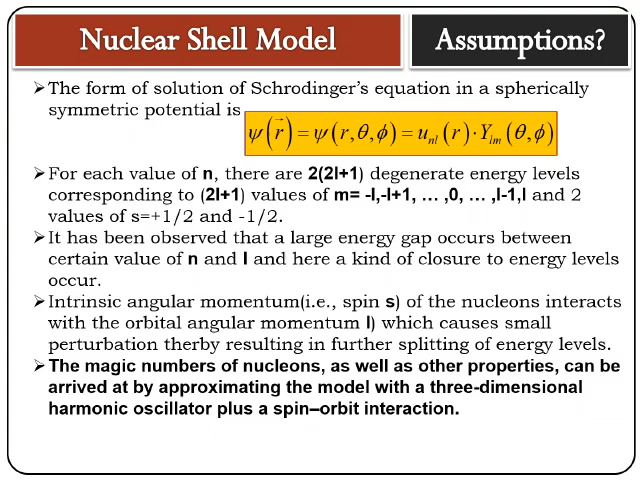 Nuclear Shell Model
Assumptions?
➢The form of solution of Schrodinger's equation in a spherically
symmetric potential is
ψ(r⃗) = ψ(r,θ,ϕ) = uₙₗ(r)·Yₗₘ(θ,ϕ)
➢For each value of n, there are 2(2l+1) degenerate energy levels
corresponding to (2l+1) values of m= -l,-l+1, … ,0, … ,l-1,l and 2
values of s=+1/2 and -1/2.
➢It has been observed that a large energy gap occurs between
certain value of n and l and here a kind of closure to energy levels
occur.
➢Intrinsic angular momentum(i.e., spin s) of the nucleons interacts
with the orbital angular momentum l) which causes small
perturbation therby resulting in further splitting of energy levels.
➢The magic numbers of nucleons, as well as other properties, can be
arrived at by approximating the model with a three-dimensional
harmonic oscillator plus a spin–orbit interaction.